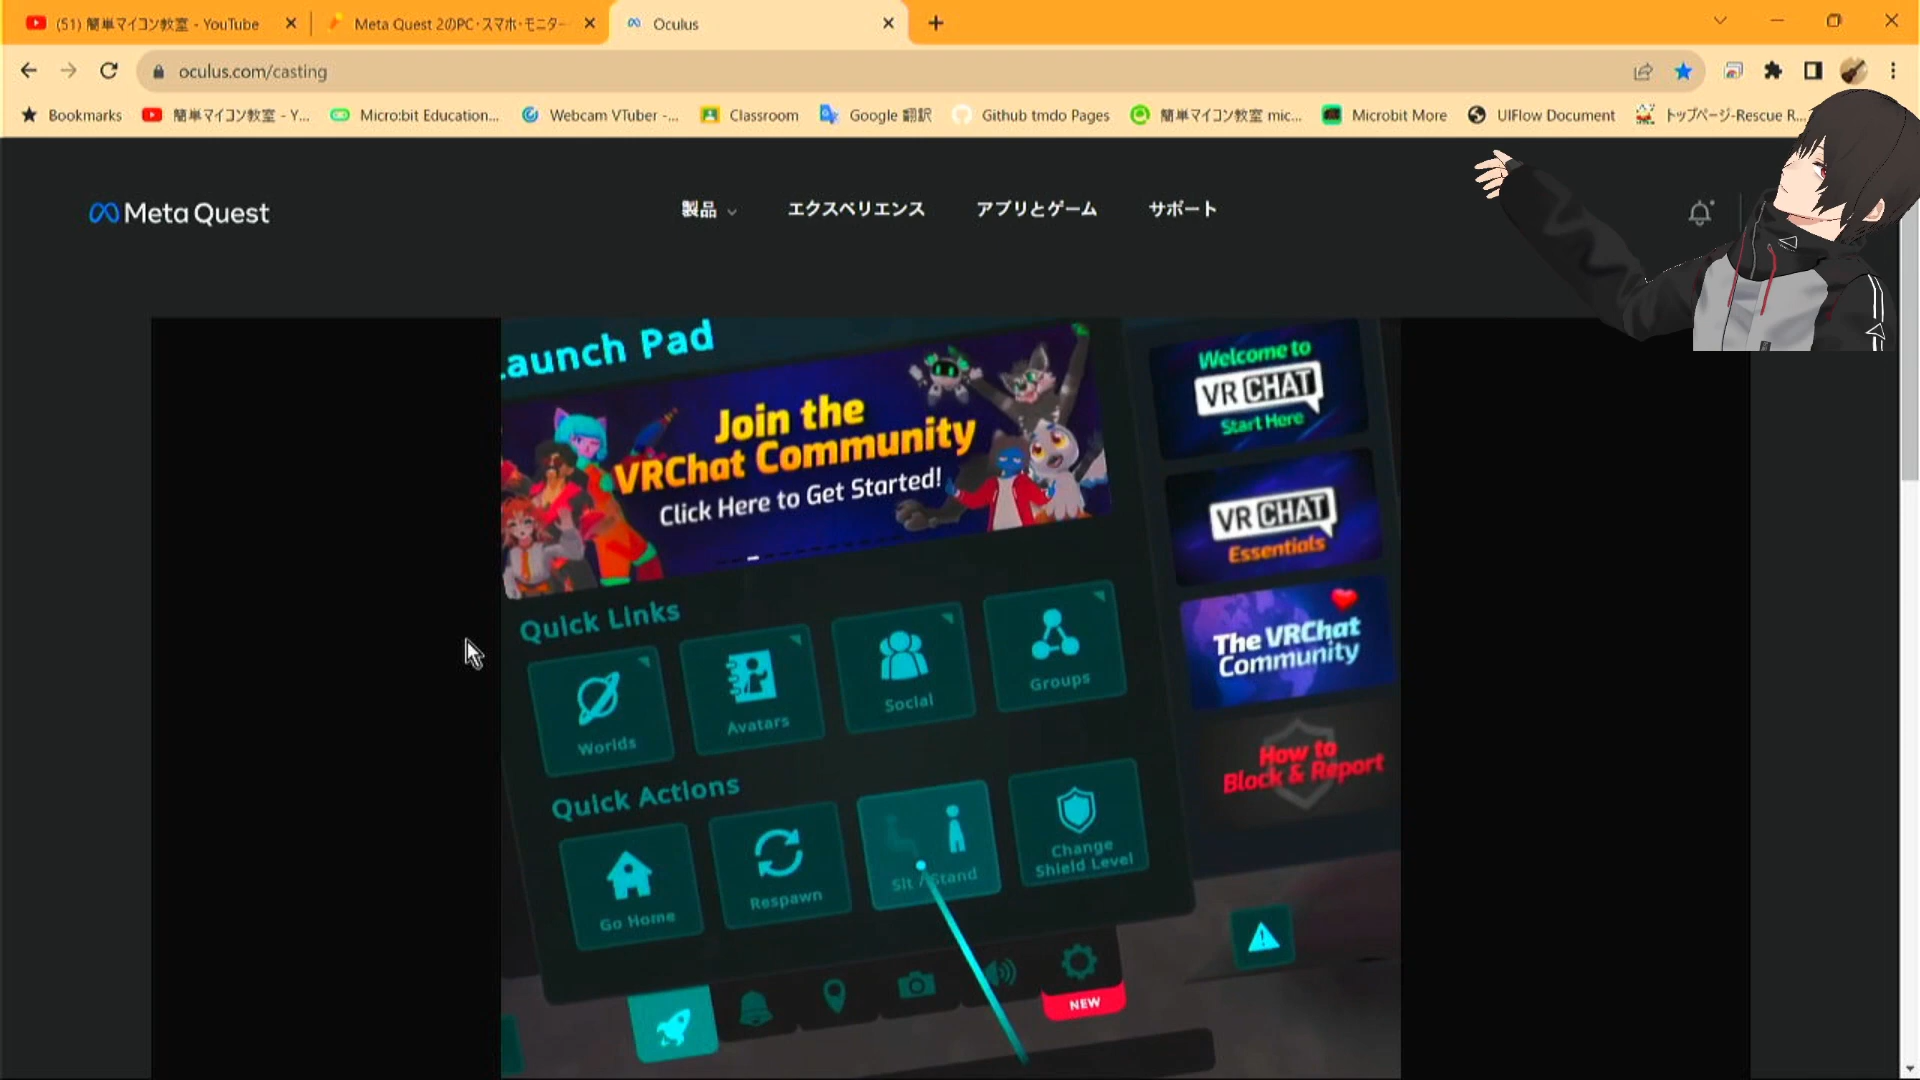 (51) 簡単マイコン教室 - YouTube
Meta Quest 2のPC・スマホ・モニター
Oculus
oculus.com/casting
Bookmarks
簡単マイコン教室 - Y...
Micro:bit Education...
Webcam VTuber -...
Classroom
Google 翻訳
Github tmdo Pages
簡単マイコン教室 mic...
Microbit More
UIFlow Document
トップページ-Rescue R...
Meta Quest
製品
エクスペリエンス
アプリとゲーム
サポート
Launch Pad
Join the
VRChat Community
Click Here to Get Started!
Welcome to
VRCHAT
Start Here
VRCHAT
Essentials
The VRChat
Community
How to
Block & Report
Quick Links
Worlds
Avatars
Social
Groups
Quick Actions
Go Home
Respawn
Sit / Stand
Change
Shield Level
NEW